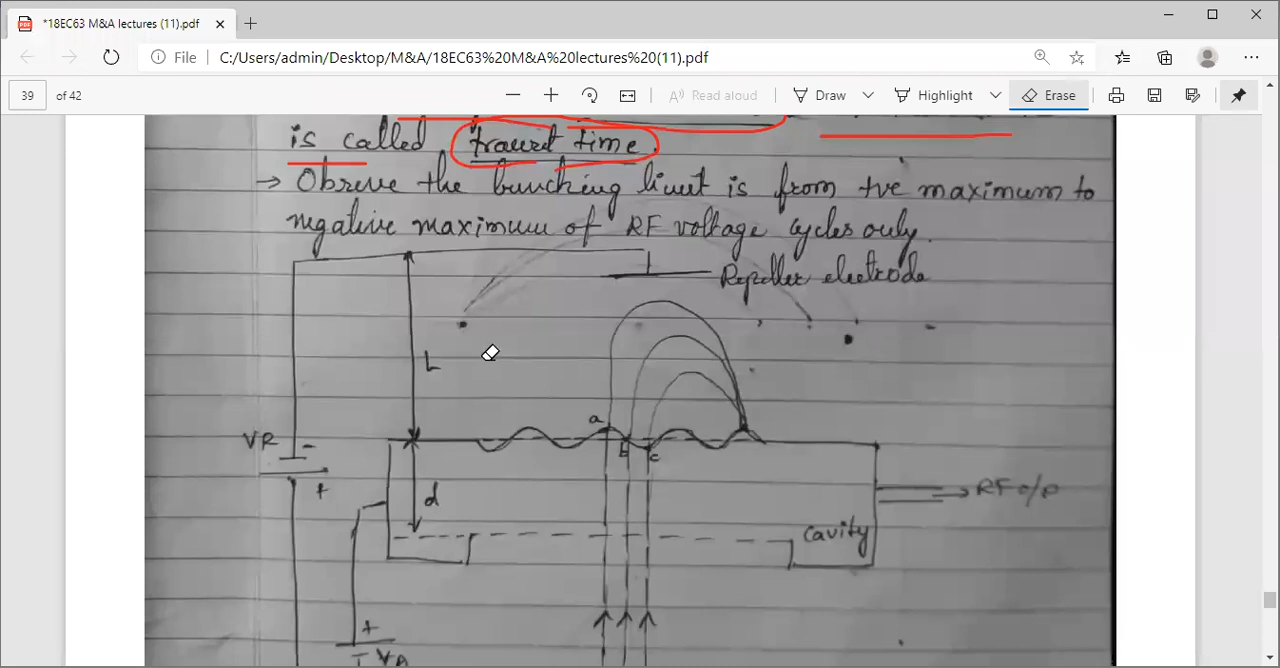 *18EC63 M&A lectures (11).pdf
File C:/Users/admin/Desktop/M&A/18EC63%20M&A%20lectures%20(11).pdf
39 of 42 Read aloud Draw Highlight Erase
is called transit time.
→ Observe the bunching limit is from +ve maximum to
negative maximum of RF voltage cycles only.
Repeller electrode
L
a
VR -
b c
+
d
→ RF o/p
cavity
+
VA